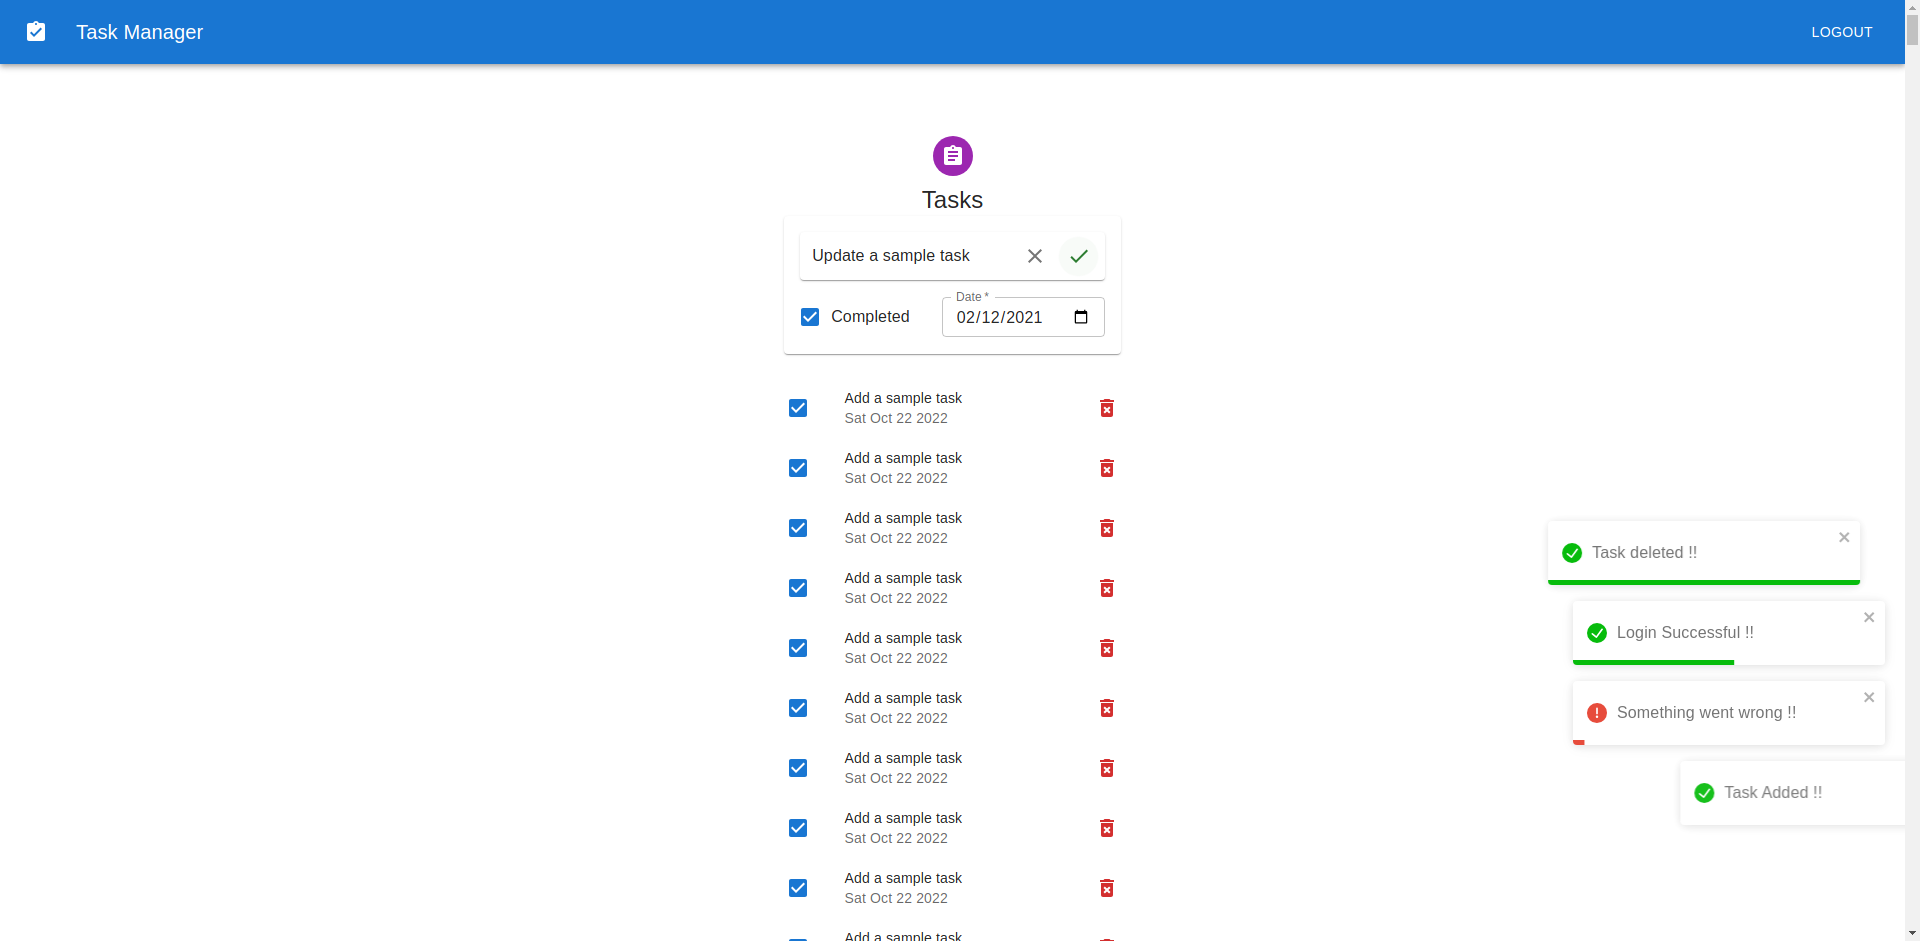 Task Manager
LOGOUT
Tasks
Update a sample task
Completed
Date *
02/12/2021
Add a sample task
Sat Oct 22 2022
Add a sample task
Sat Oct 22 2022
Add a sample task
Sat Oct 22 2022
Add a sample task
Sat Oct 22 2022
Add a sample task
Sat Oct 22 2022
Add a sample task
Sat Oct 22 2022
Add a sample task
Sat Oct 22 2022
Add a sample task
Sat Oct 22 2022
Add a sample task
Sat Oct 22 2022
Add a sample task
Task deleted !!
Login Successful !!
Something went wrong !!
Task Added !!